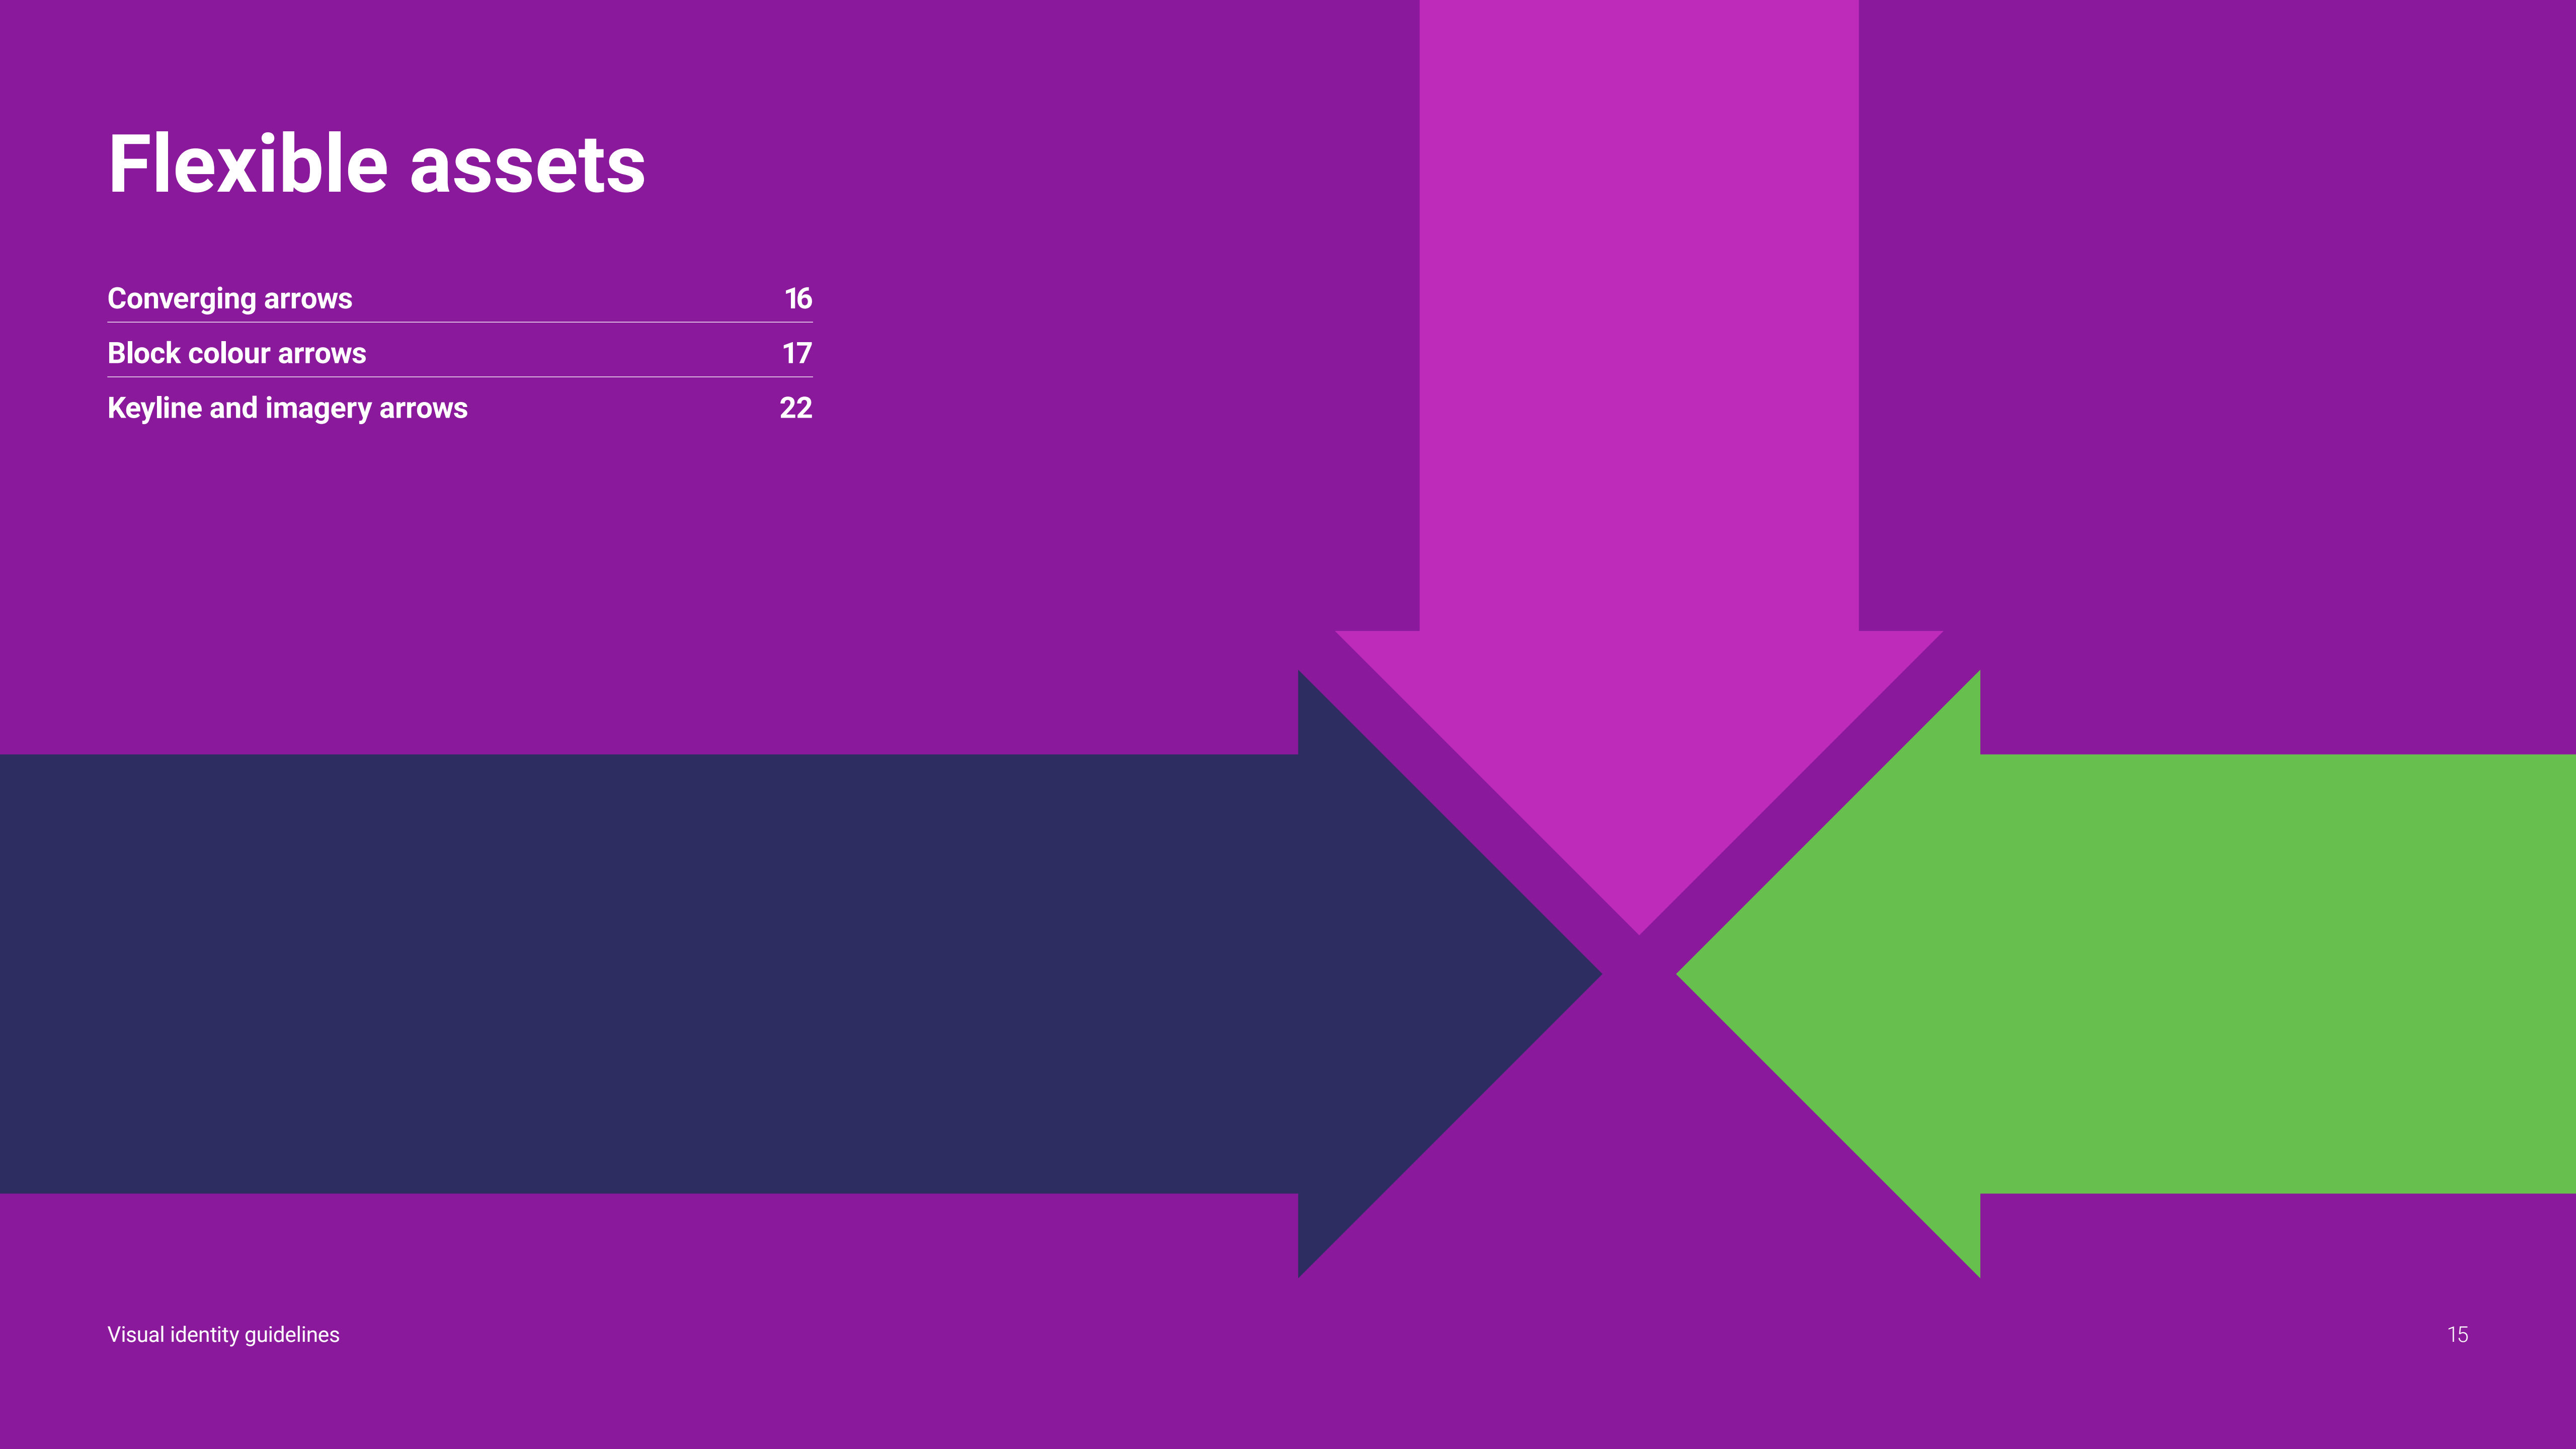 Flexible assets
Converging arrows 16
Block colour arrows 17
Keyline and imagery arrows 22
Visual identity guidelines 15